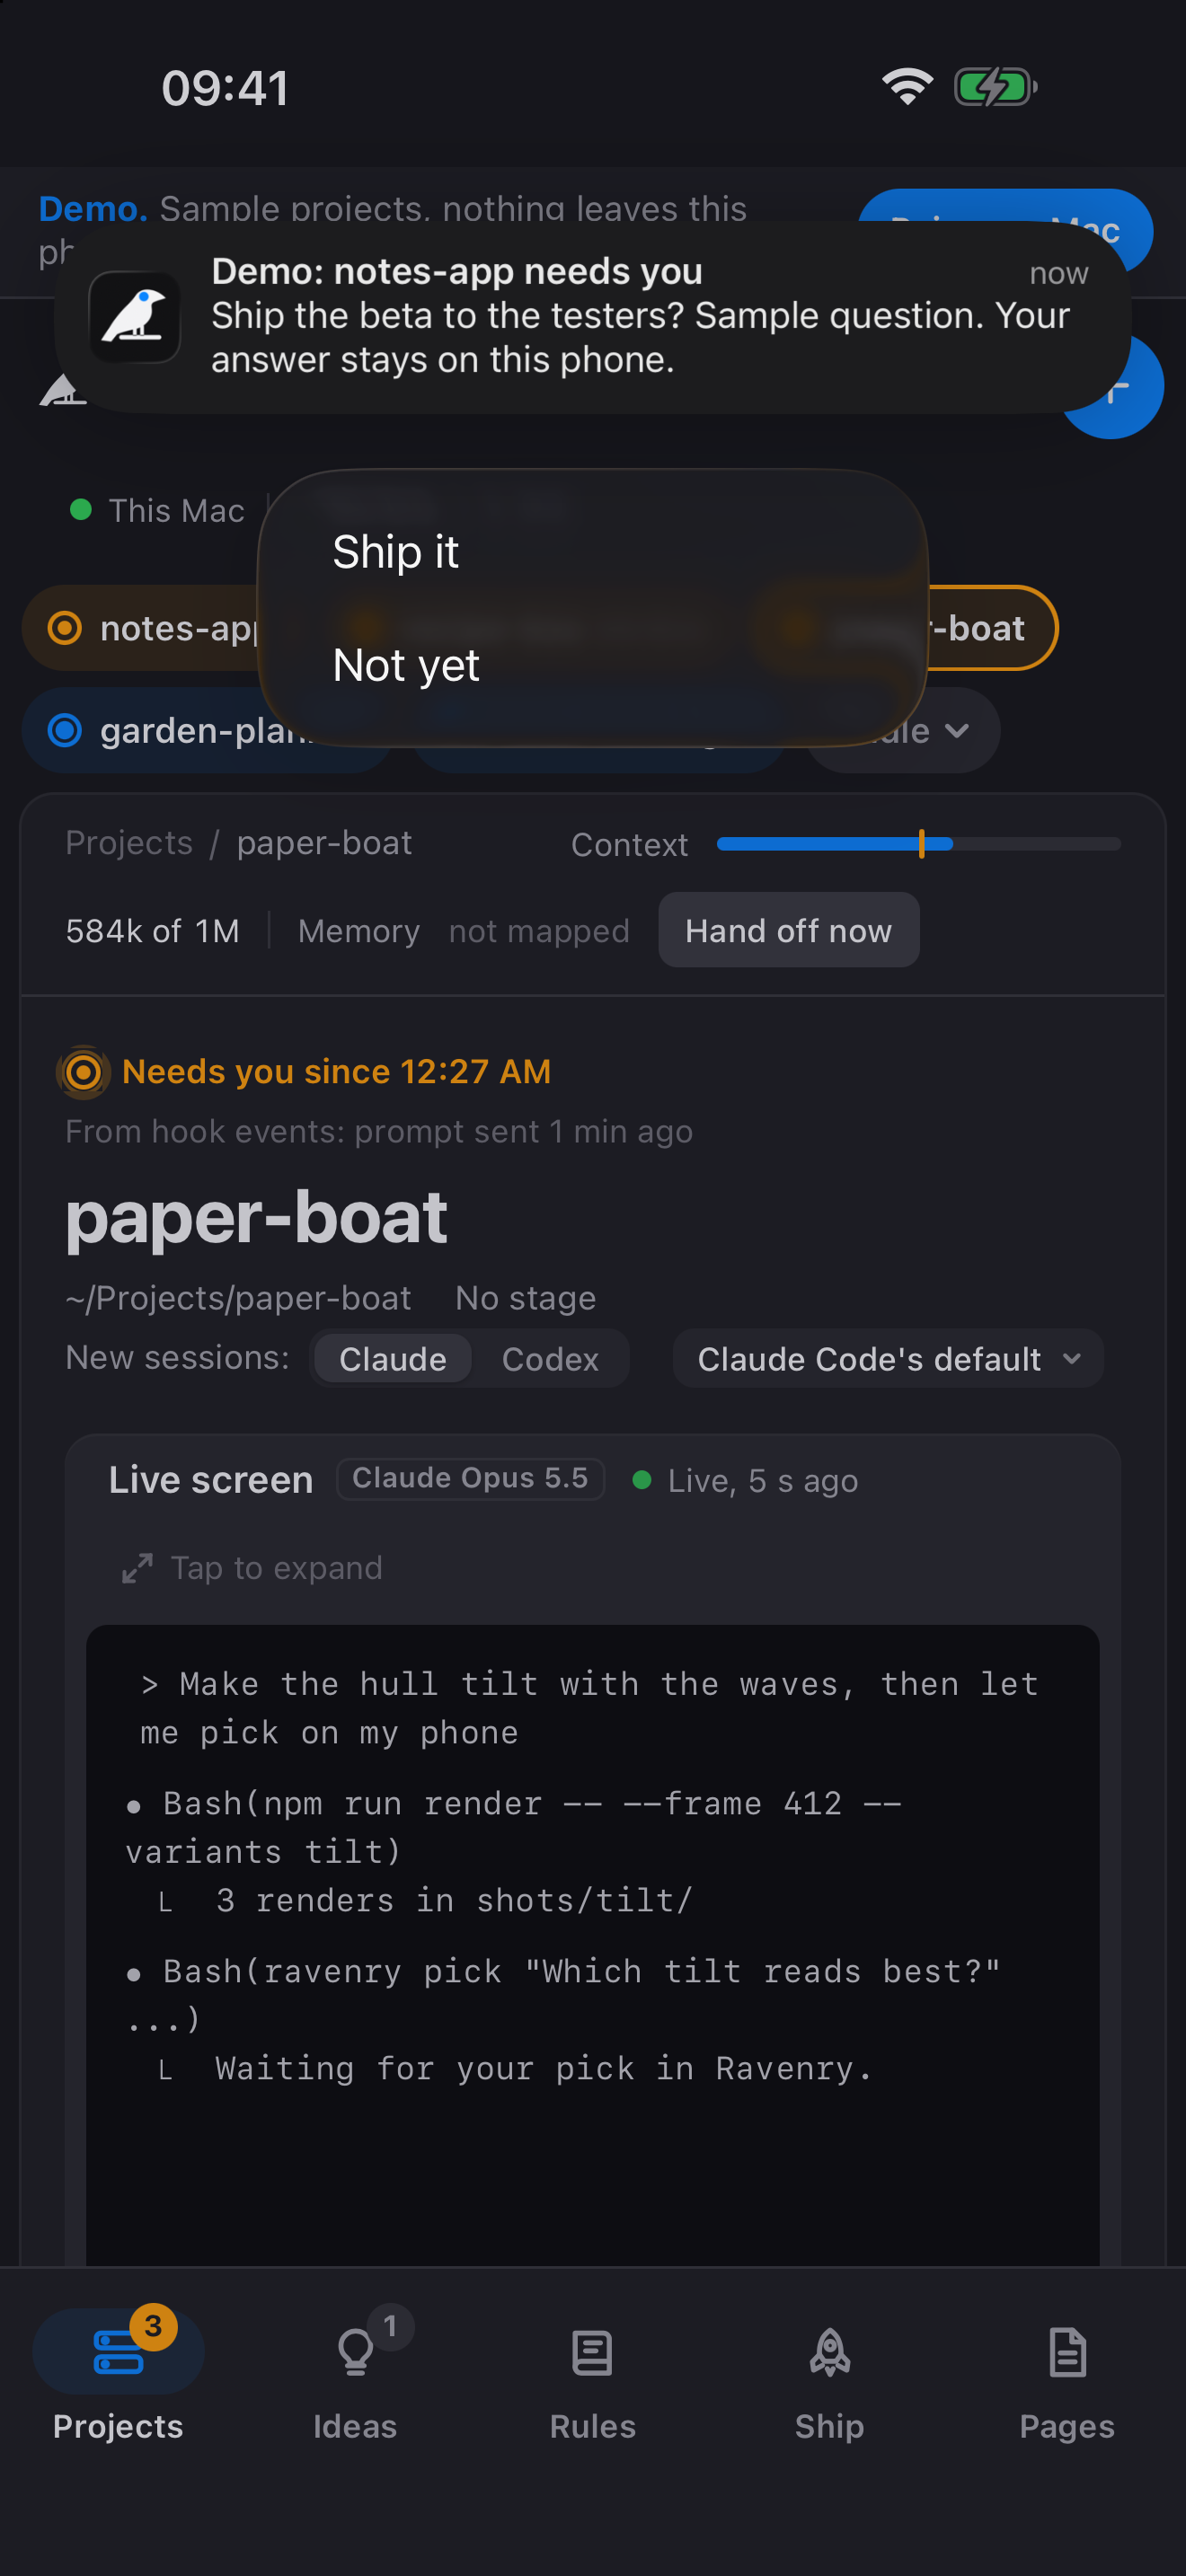 09:41
Demo. Sample projects, nothing leaves this
Demo: notes-app needs you
now
Ship the beta to the testers? Sample question. Your
answer stays on this phone.
This Mac
Ship it
Not yet
notes-app
-boat
garden-plan
Projects / paper-boat
Context
584k of 1M
Memory not mapped
Hand off now
Needs you since 12:27 AM
From hook events: prompt sent 1 min ago
paper-boat
~/Projects/paper-boat No stage
New sessions: Claude Codex Claude Code's default
Live screen Claude Opus 5.5 Live, 5 s ago
Tap to expand
> Make the hull tilt with the waves, then let
me pick on my phone
● Bash(npm run render -- --frame 412 --
variants tilt)
└ 3 renders in shots/tilt/
● Bash(ravenry pick "Which tilt reads best?"
...)
└ Waiting for your pick in Ravenry.
3
1
Projects Ideas Rules Ship Pages